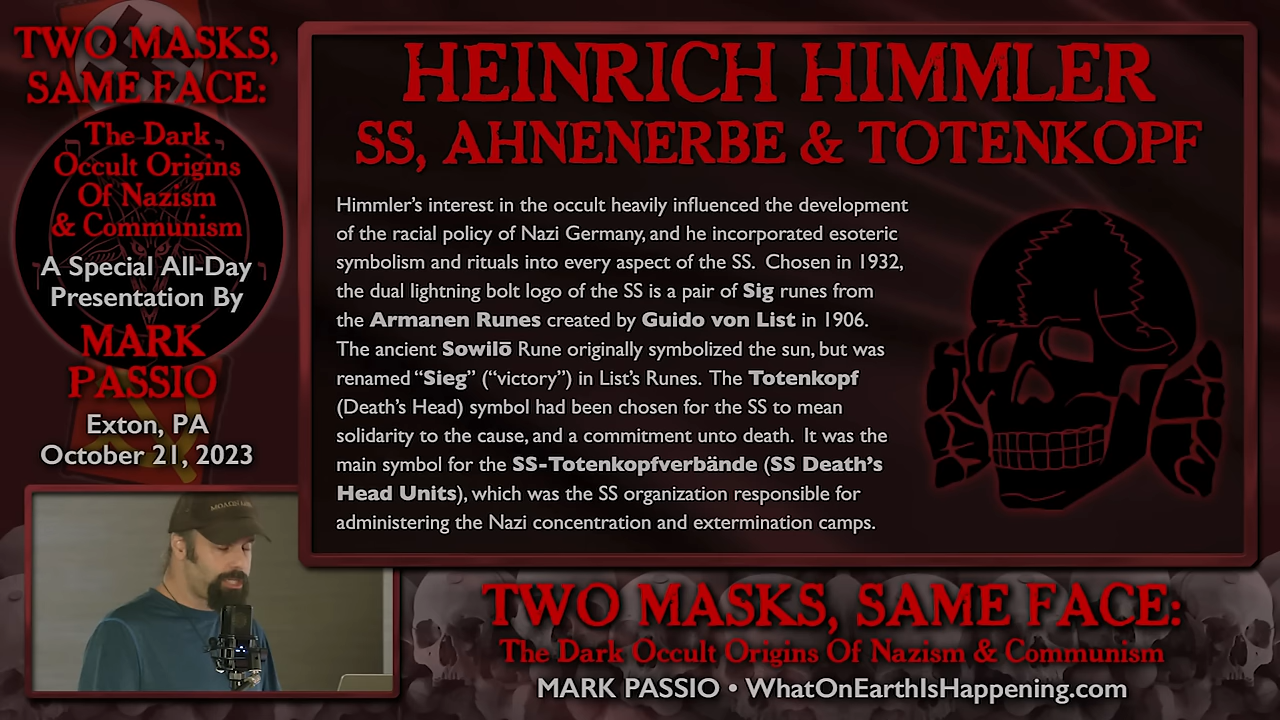 TWO MASKS,
SAME FACE:
The Dark
Occult Origins
Of Nazism
& Communism
A Special All-Day
Presentation By
MARK
PASSIO
Exton, PA
October 21, 2023
HEINRICH HIMMLER
SS, AHNENERBE & TOTENKOPF
Himmler's interest in the occult heavily influenced the development
of the racial policy of Nazi Germany, and he incorporated esoteric
symbolism and rituals into every aspect of the SS. Chosen in 1932,
the dual lightning bolt logo of the SS is a pair of Sig runes from
the Armanen Runes created by Guido von List in 1906.
The ancient Sowilō Rune originally symbolized the sun, but was
renamed “Sieg” (“victory”) in List's Runes. The Totenkopf
(Death's Head) symbol had been chosen for the SS to mean
solidarity to the cause, and a commitment unto death. It was the
main symbol for the SS-Totenkopfverbände (SS Death's
Head Units), which was the SS organization responsible for
administering the Nazi concentration and extermination camps.
TWO MASKS, SAME FACE:
The Dark Occult Origins Of Nazism & Communism
MARK PASSIO • WhatOnEarthIsHappening.com